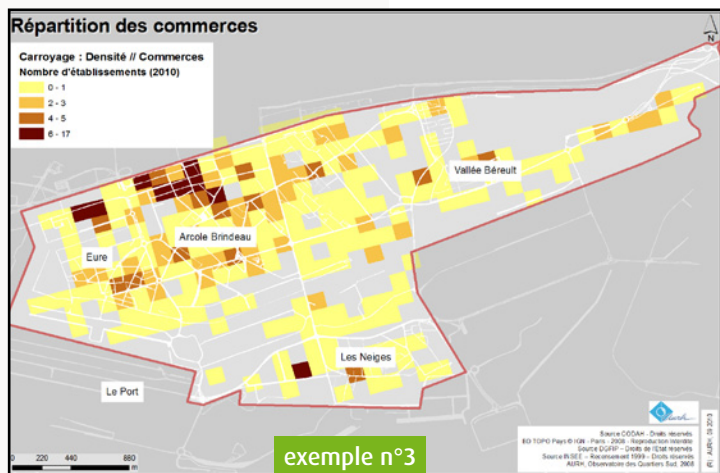 Répartition des commerces
N
Carroyage : Densité // Commerces
Nombre d'établissements (2010)
0 - 1
2 - 3
4 - 5
6 - 17
Vallée Béreult
Arcole Brindeau
Eure
Les Neiges
Le Port
0 220 440 880
m
exemple n°3
Aurh
Source CODAH - Droits réservés
BD TOPO Pays © IGN - Paris - 2008 - Reproduction interdite
Source DGFIP - Droits de l'Etat réservés
Source INSEE - Recensement 1999 - Droits réservés
AURH, Observatoire des Quartiers Sud, 2008
(R) AURH, 09-2010